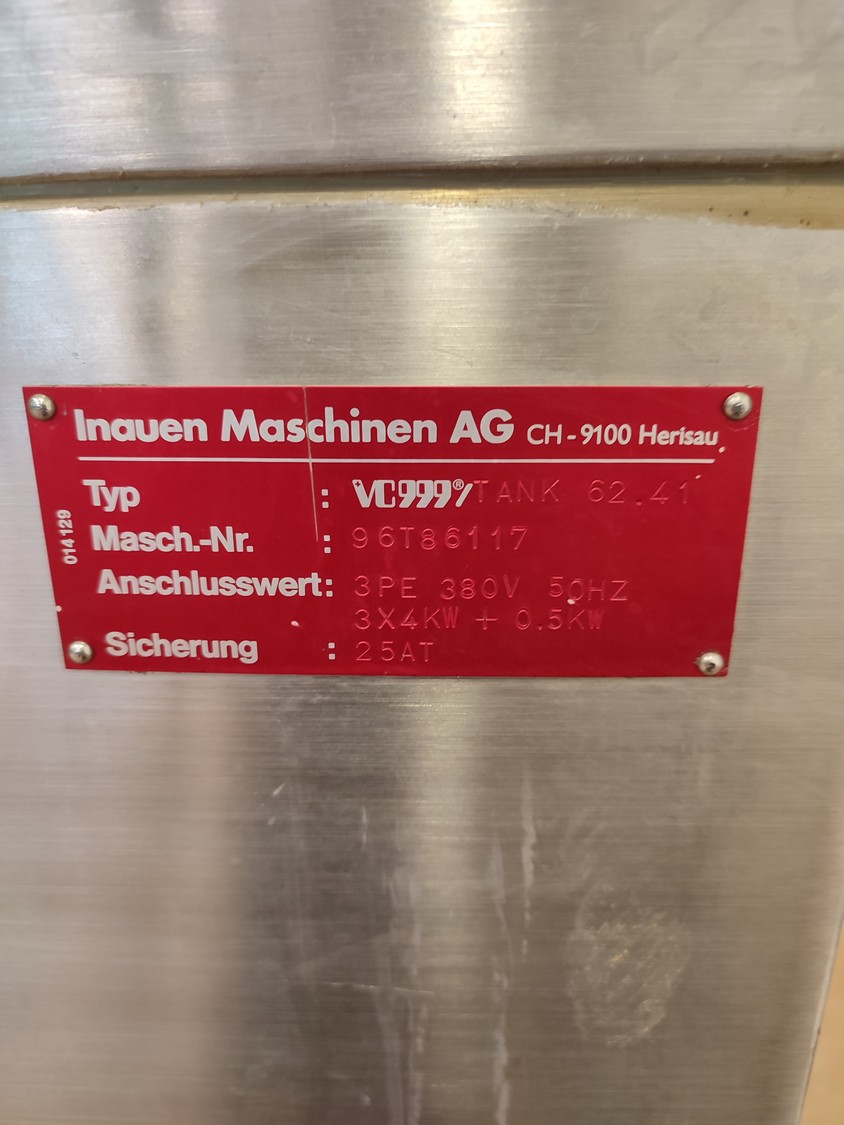 Inauen Maschinen AG CH-9100 Herisau
Typ : VC999® / TANK 62.41
Masch.-Nr. : 96T86117
Anschlusswert: 3PE 380V 50HZ
3X4KW + 0.5KW
Sicherung : 25AT
014129